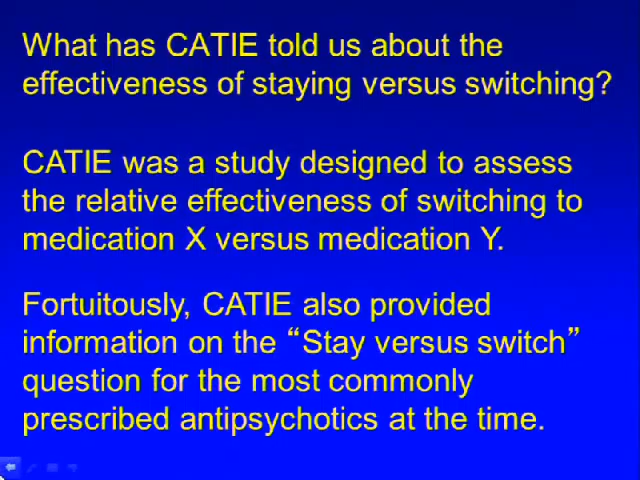 What has CATIE told us about the
effectiveness of staying versus switching?
CATIE was a study designed to assess
the relative effectiveness of switching to
medication X versus medication Y.
Fortuitously, CATIE also provided
information on the “Stay versus switch”
question for the most commonly
prescribed antipsychotics at the time.